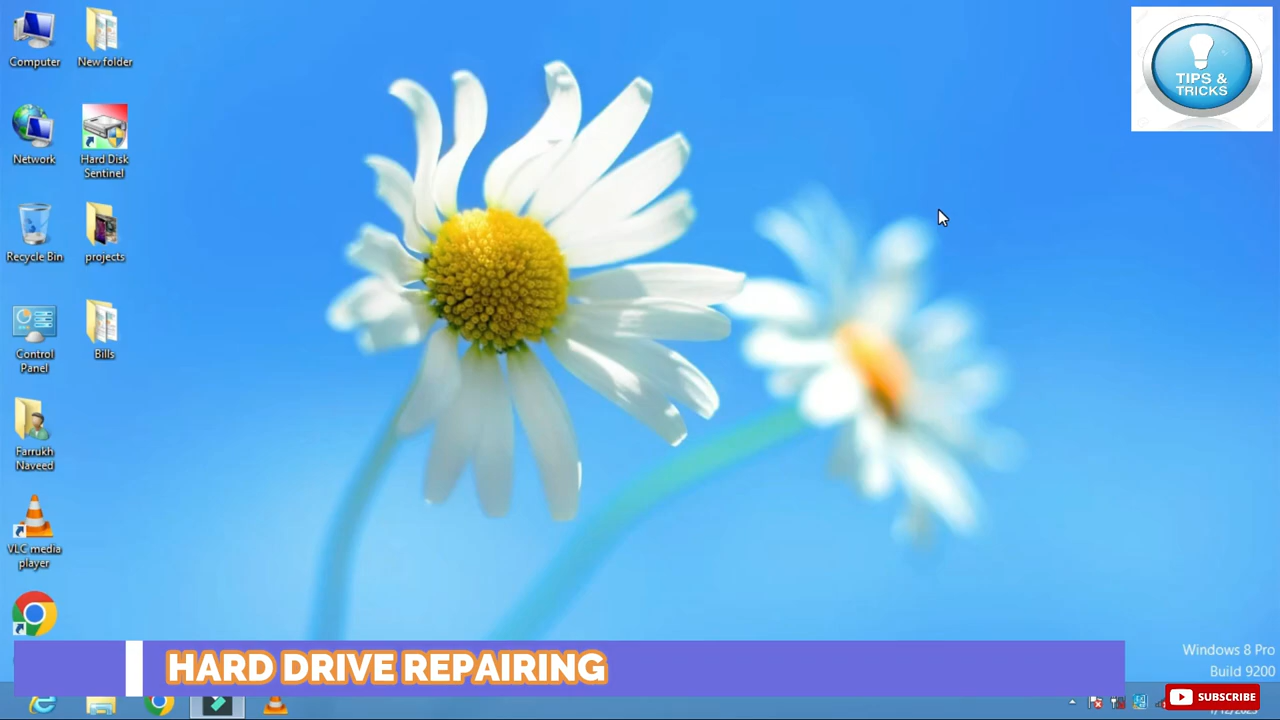 Computer
New folder
Network
Hard Disk
Sentinel
Recycle Bin
projects
Control
Panel
Bills
Farrukh
Naveed
VLC media
player
TIPS &
TRICKS
HARD DRIVE REPAIRING
Windows 8 Pro
Build 9200
SUBSCRIBE